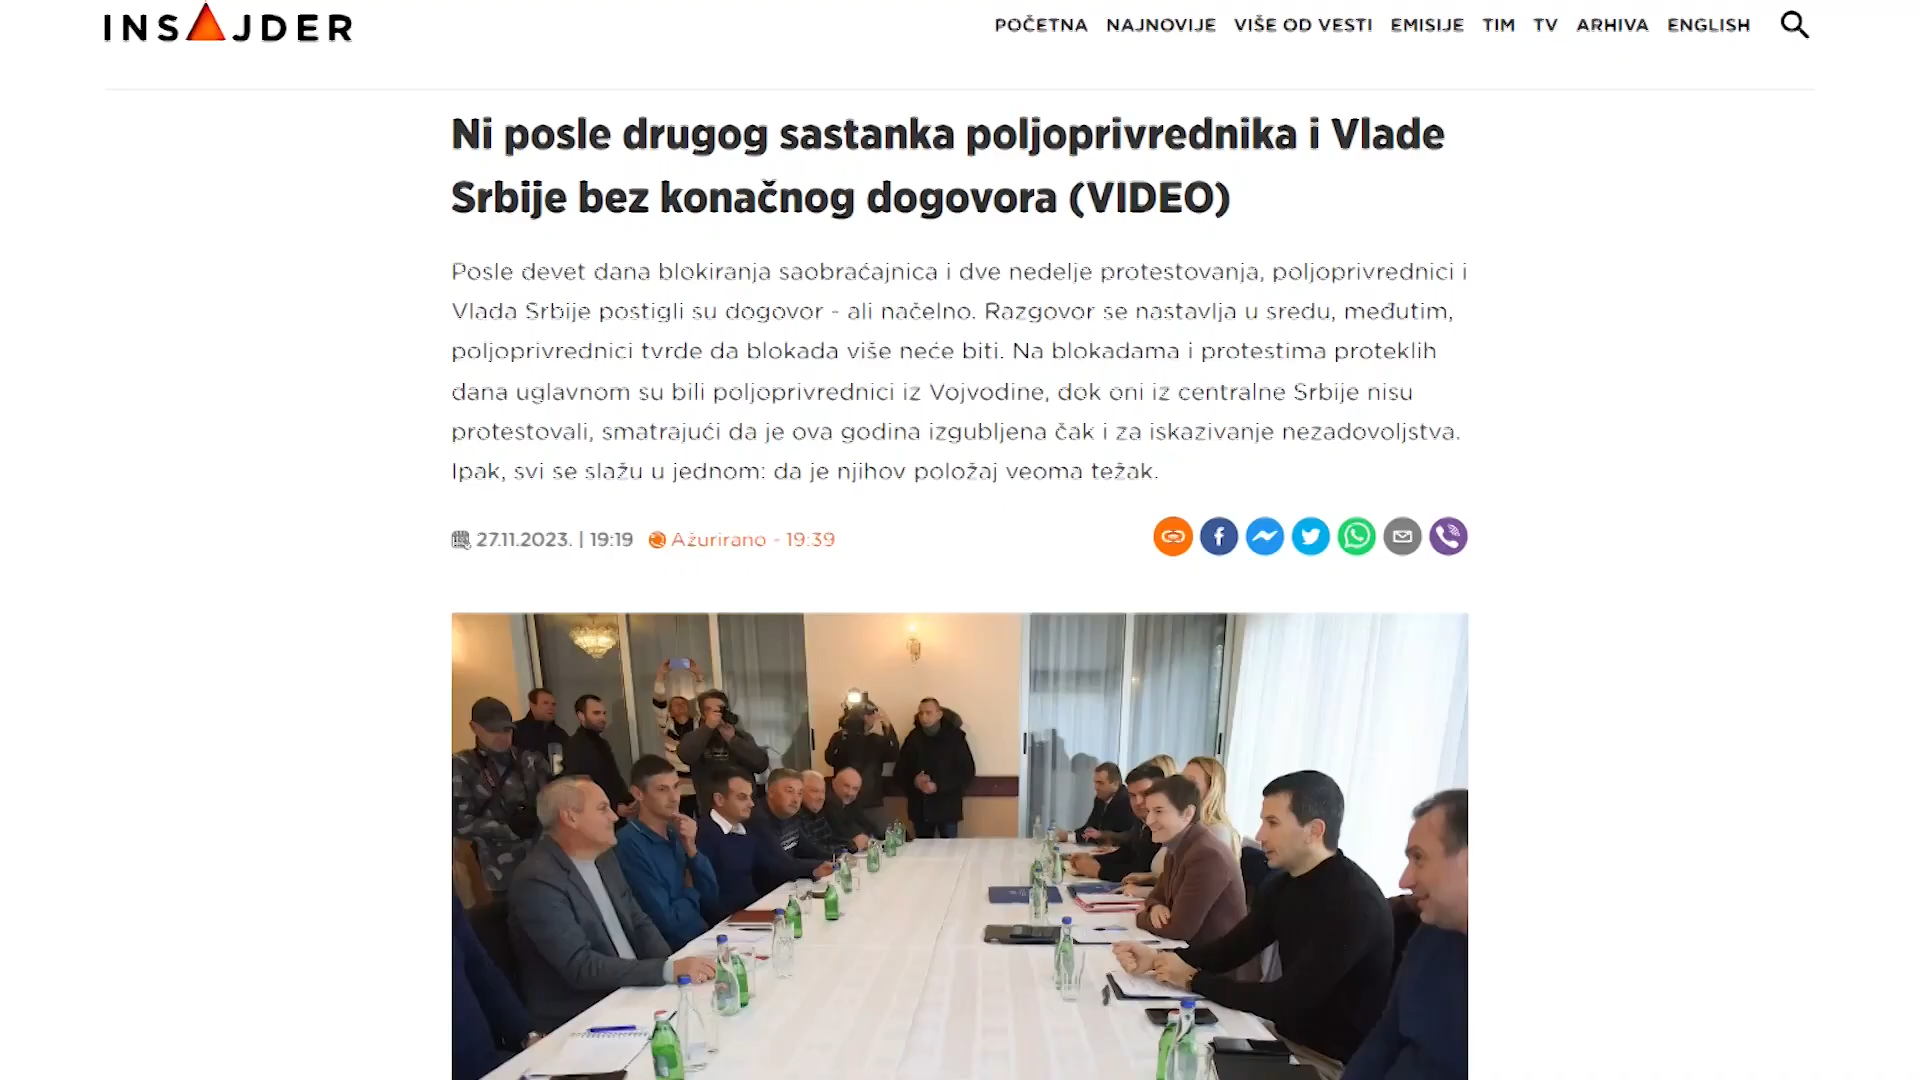 INSAJDER
POČETNA NAJNOVIJE VIŠE OD VESTI EMISIJE TIM TV ARHIVA ENGLISH
Ni posle drugog sastanka poljoprivrednika i Vlade
Srbije bez konačnog dogovora (VIDEO)
Posle devet dana blokiranja saobraćajnica i dve nedelje protestovanja, poljoprivrednici i
Vlada Srbije postigli su dogovor - ali načelno. Razgovor se nastavlja u sredu, međutim,
poljoprivrednici tvrde da blokada više neće biti. Na blokadama i protestima proteklih
dana uglavnom su bili poljoprivrednici iz Vojvodine, dok oni iz centralne Srbije nisu
protestovali, smatrajući da je ova godina izgubljena čak i za iskazivanje nezadovoljstva.
Ipak, svi se slažu u jednom: da je njihov položaj veoma težak.
27.11.2023. | 19:19 Ažurirano - 19:39